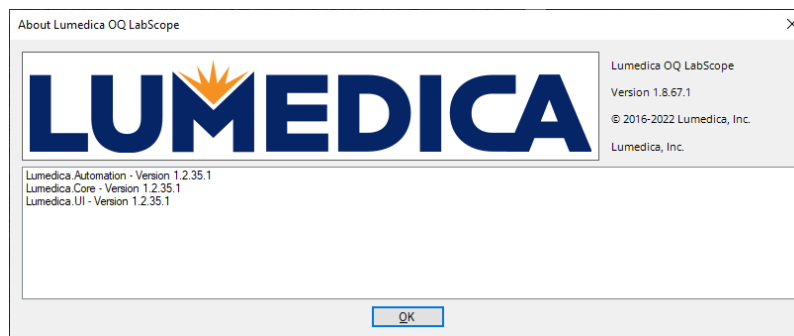 About Lumedica OQ LabScope
LUMEDICA
Lumedica OQ LabScope
Version 1.8.67.1
© 2016-2022 Lumedica, Inc.
Lumedica, Inc.
Lumedica.Automation - Version 1.2.35.1
Lumedica.Core - Version 1.2.35.1
Lumedica.UI - Version 1.2.35.1
OK